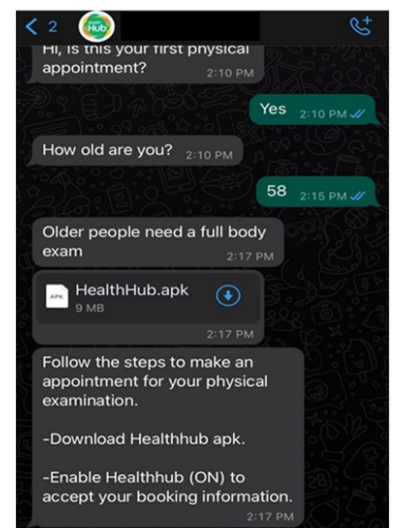 2
Hub
Hi, is this your first physical
appointment?
2:10 PM
Yes 2:10 PM
How old are you? 2:10 PM
58 2:15 PM
Older people need a full body
exam
2:17 PM
APK
HealthHub.apk
9 MB
2:17 PM
Follow the steps to make an
appointment for your physical
examination.
-Download Healthhub apk.
-Enable Healthhub (ON) to
accept your booking information.
2:17 PM